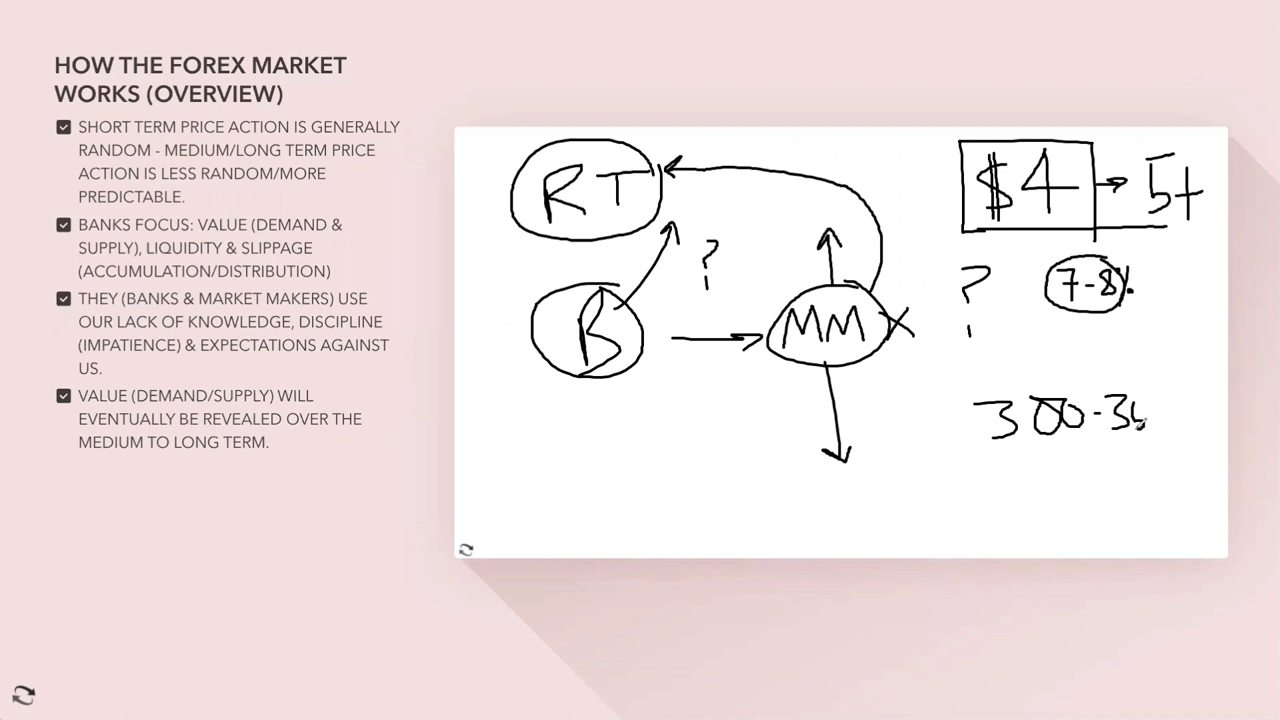 HOW THE FOREX MARKET
WORKS (OVERVIEW)
SHORT TERM PRICE ACTION IS GENERALLY
RANDOM - MEDIUM/LONG TERM PRICE
ACTION IS LESS RANDOM/MORE
PREDICTABLE.
BANKS FOCUS: VALUE (DEMAND &
SUPPLY), LIQUIDITY & SLIPPAGE
(ACCUMULATION/DISTRIBUTION)
THEY (BANKS & MARKET MAKERS) USE
OUR LACK OF KNOWLEDGE, DISCIPLINE
(IMPATIENCE) & EXPECTATIONS AGAINST
US.
VALUE (DEMAND/SUPPLY) WILL
EVENTUALLY BE REVEALED OVER THE
MEDIUM TO LONG TERM.
RT
?
B
MM X
$4 → 5+
?
7-8%
300-